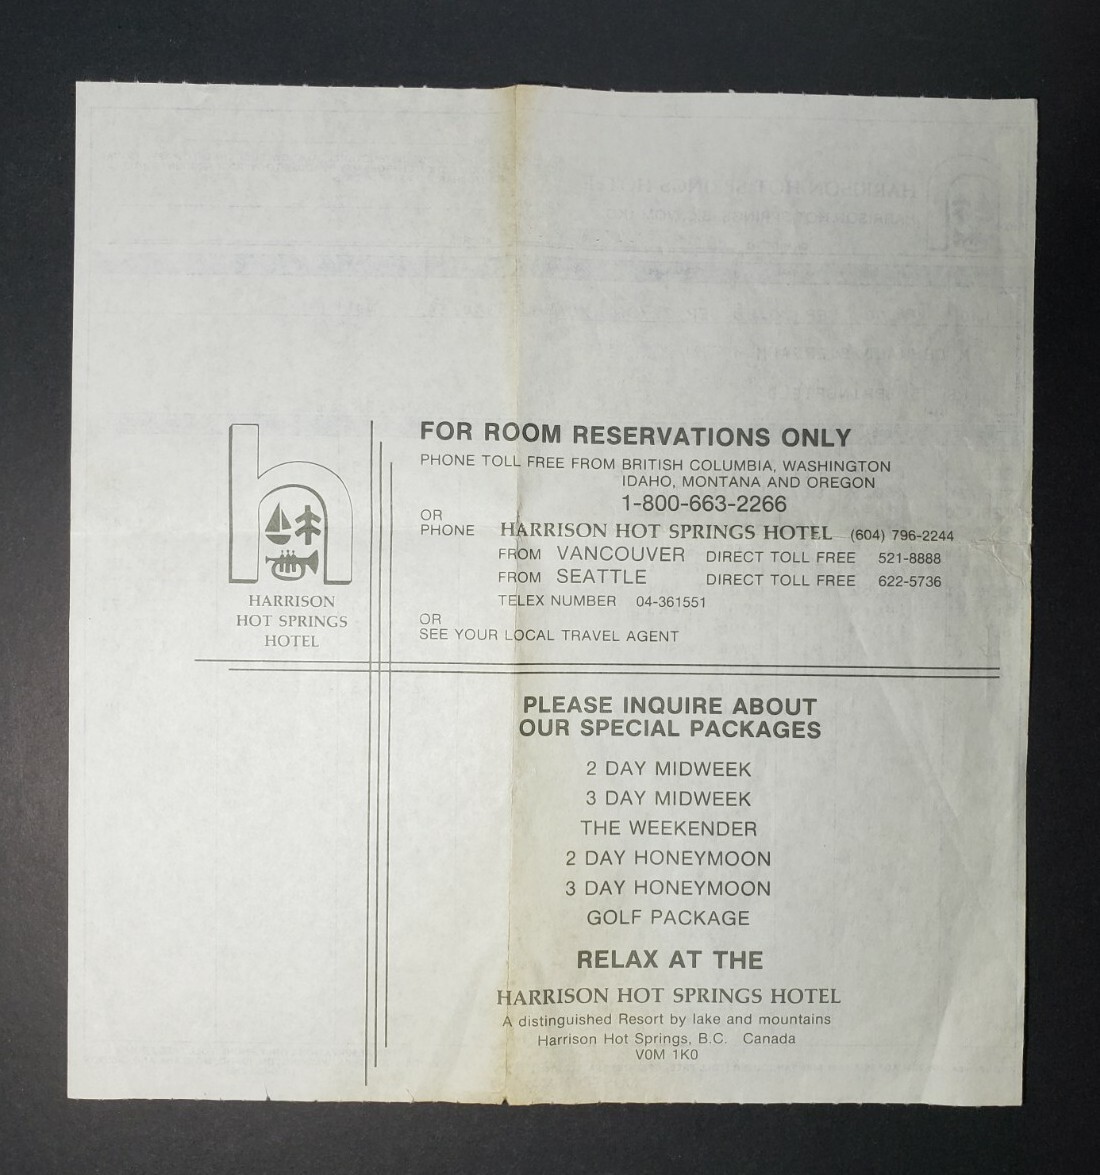 FOR ROOM RESERVATIONS ONLY
PHONE TOLL FREE FROM BRITISH COLUMBIA, WASHINGTON
IDAHO, MONTANA AND OREGON
1-800-663-2266
OR
PHONE HARRISON HOT SPRINGS HOTEL (604) 796-2244
FROM VANCOUVER DIRECT TOLL FREE 521-8888
FROM SEATTLE DIRECT TOLL FREE 622-5736
TELEX NUMBER 04-361551
OR
SEE YOUR LOCAL TRAVEL AGENT
HARRISON
HOT SPRINGS
HOTEL
PLEASE INQUIRE ABOUT
OUR SPECIAL PACKAGES
2 DAY MIDWEEK
3 DAY MIDWEEK
THE WEEKENDER
2 DAY HONEYMOON
3 DAY HONEYMOON
GOLF PACKAGE
RELAX AT THE
HARRISON HOT SPRINGS HOTEL
A distinguished Resort by lake and mountains
Harrison Hot Springs, B.C. Canada
V0M 1K0